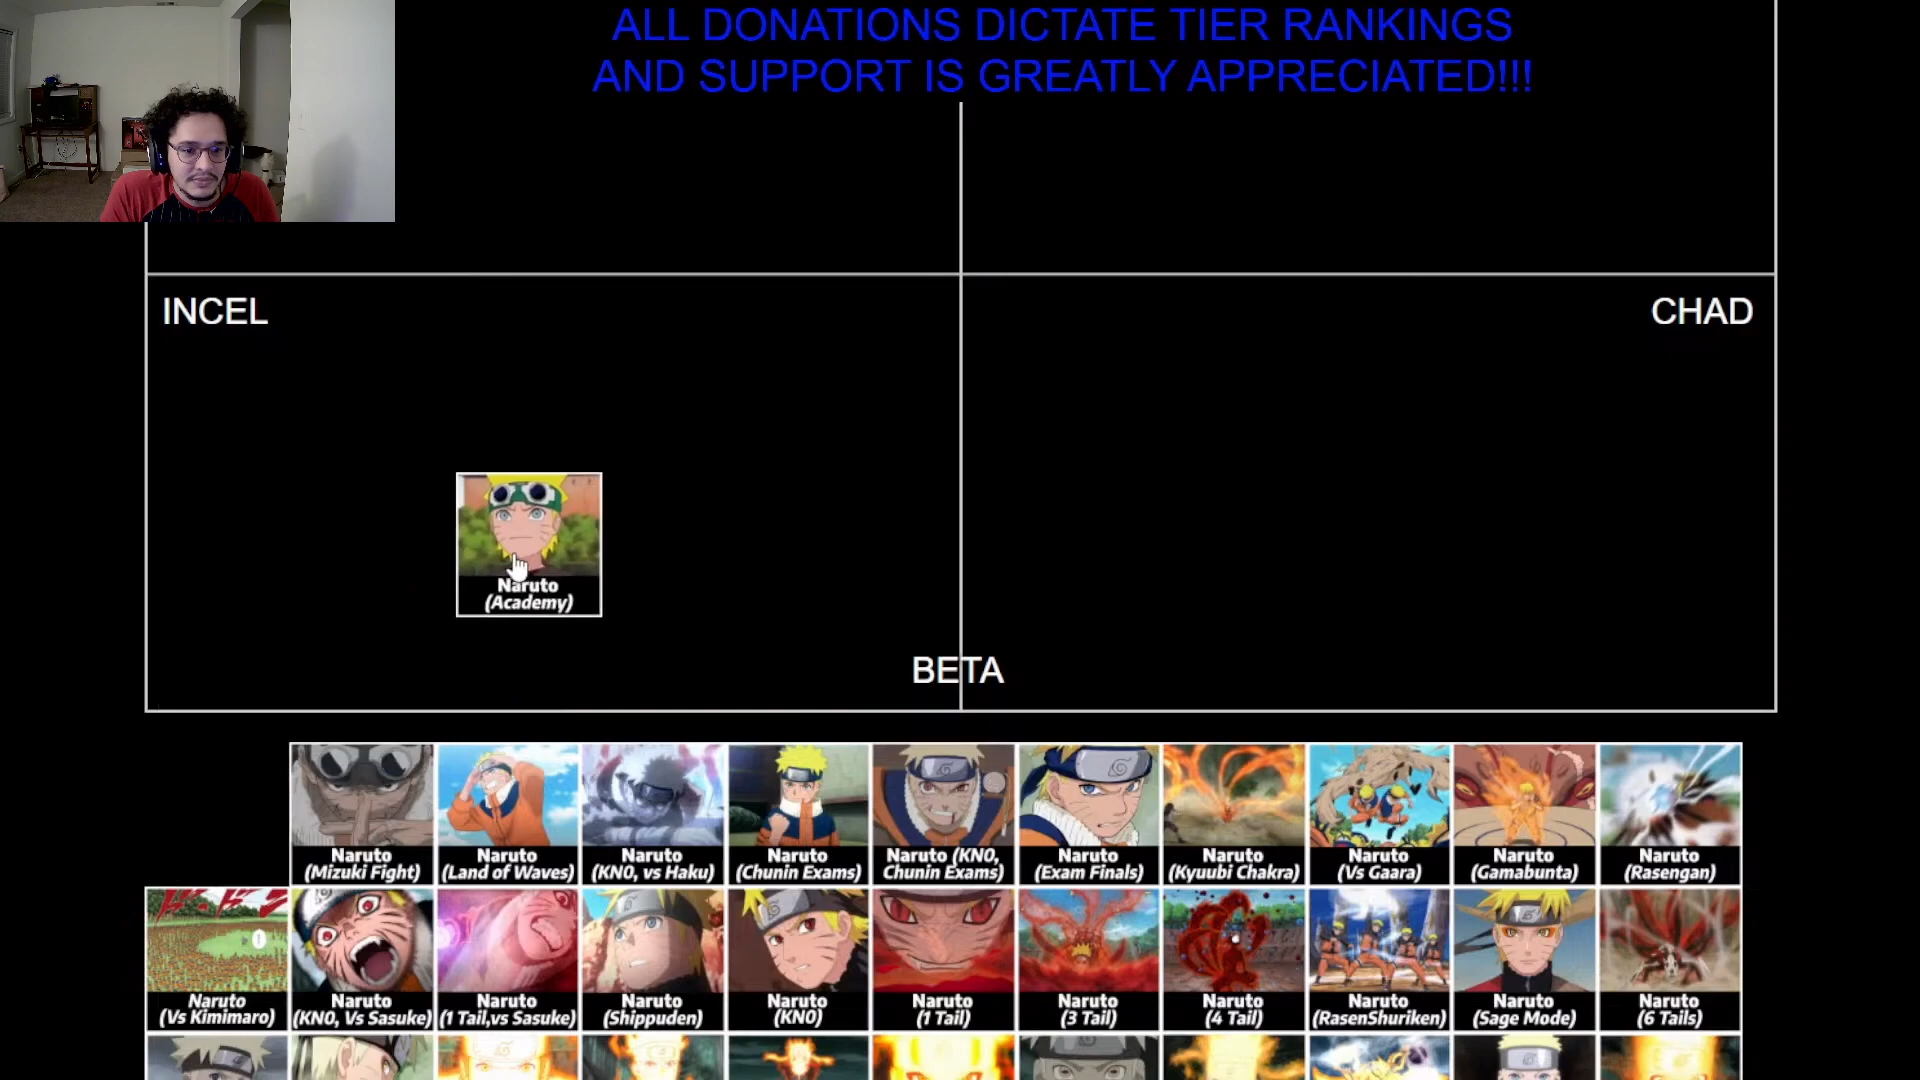 ALL DONATIONS DICTATE TIER RANKINGS
AND SUPPORT IS GREATLY APPRECIATED!!!
INCEL
CHAD
Naruto
(Academy)
BETA
Naruto
(Mizuki Fight)
Naruto
(Land of Waves)
Naruto
(KN0, vs Haku)
Naruto
(Chunin Exams)
Naruto (KN0,
Chunin Exams)
Naruto
(Exam Finals)
Naruto
(Kyuubi Chakra)
Naruto
(Vs Gaara)
Naruto
(Gamabunta)
Naruto
(Rasengan)
Naruto
(Vs Kimimaro)
Naruto
(KN0, Vs Sasuke)
Naruto
(1 Tail,vs Sasuke)
Naruto
(Shippuden)
Naruto
(KN0)
Naruto
(1 Tail)
Naruto
(3 Tail)
Naruto
(4 Tail)
Naruto
(RasenShuriken)
Naruto
(Sage Mode)
Naruto
(6 Tails)